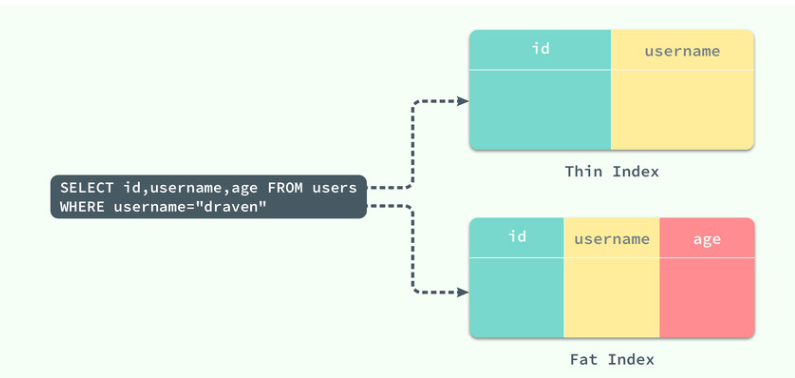 id username
Thin Index
SELECT id,username,age FROM users
WHERE username="draven"
id username age
Fat Index